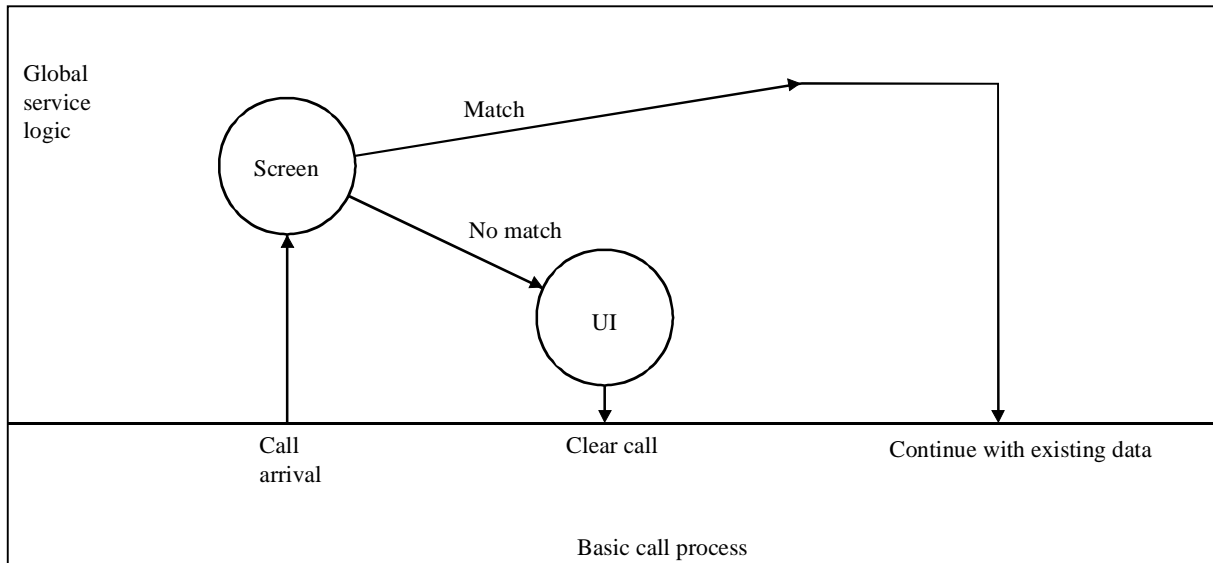 Global
service
logic
Match
Screen
No match
UI
Call
arrival
Clear call
Continue with existing data
Basic call process